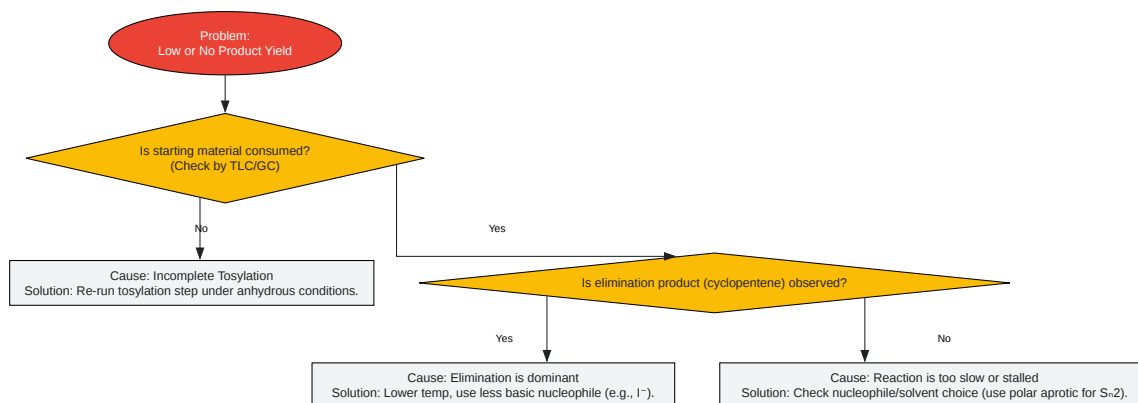 Problem:
Low or No Product Yield
Is starting material consumed?
(Check by TLC/GC)
No
Yes
Cause: Incomplete Tosylation
Solution: Re-run tosylation step under anhydrous conditions.
Is elimination product (cyclopentene) observed?
Yes
No
Cause: Elimination is dominant
Solution: Lower temp, use less basic nucleophile (e.g., I⁻).
Cause: Reaction is too slow or stalled
Solution: Check nucleophile/solvent choice (use polar aprotic for Sₙ2).